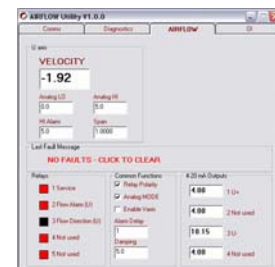 AIRFLOW Utility V1.0.0
Comms Diagnostics AIRFLOW DI
U axis
VELOCITY
-1.92
Analog LO Analog HI
0.0 5.0
HI Alarm Span
5.0 1.0000
Last Fault Message
NO FAULTS - CLICK TO CLEAR
Relays Common Functions 4-20 mA Outputs
1 Service
2 Flow Alarm (U)
3 Flow Direction (U)
4 Not used
5 Not used
Relay Polarity
Analog MODE
Enable Verin
Alarm Delay
1
Damping
5.0
4.00 1 U+
4.00 2 Not used
10.15 3 U
4.00 4 Not used